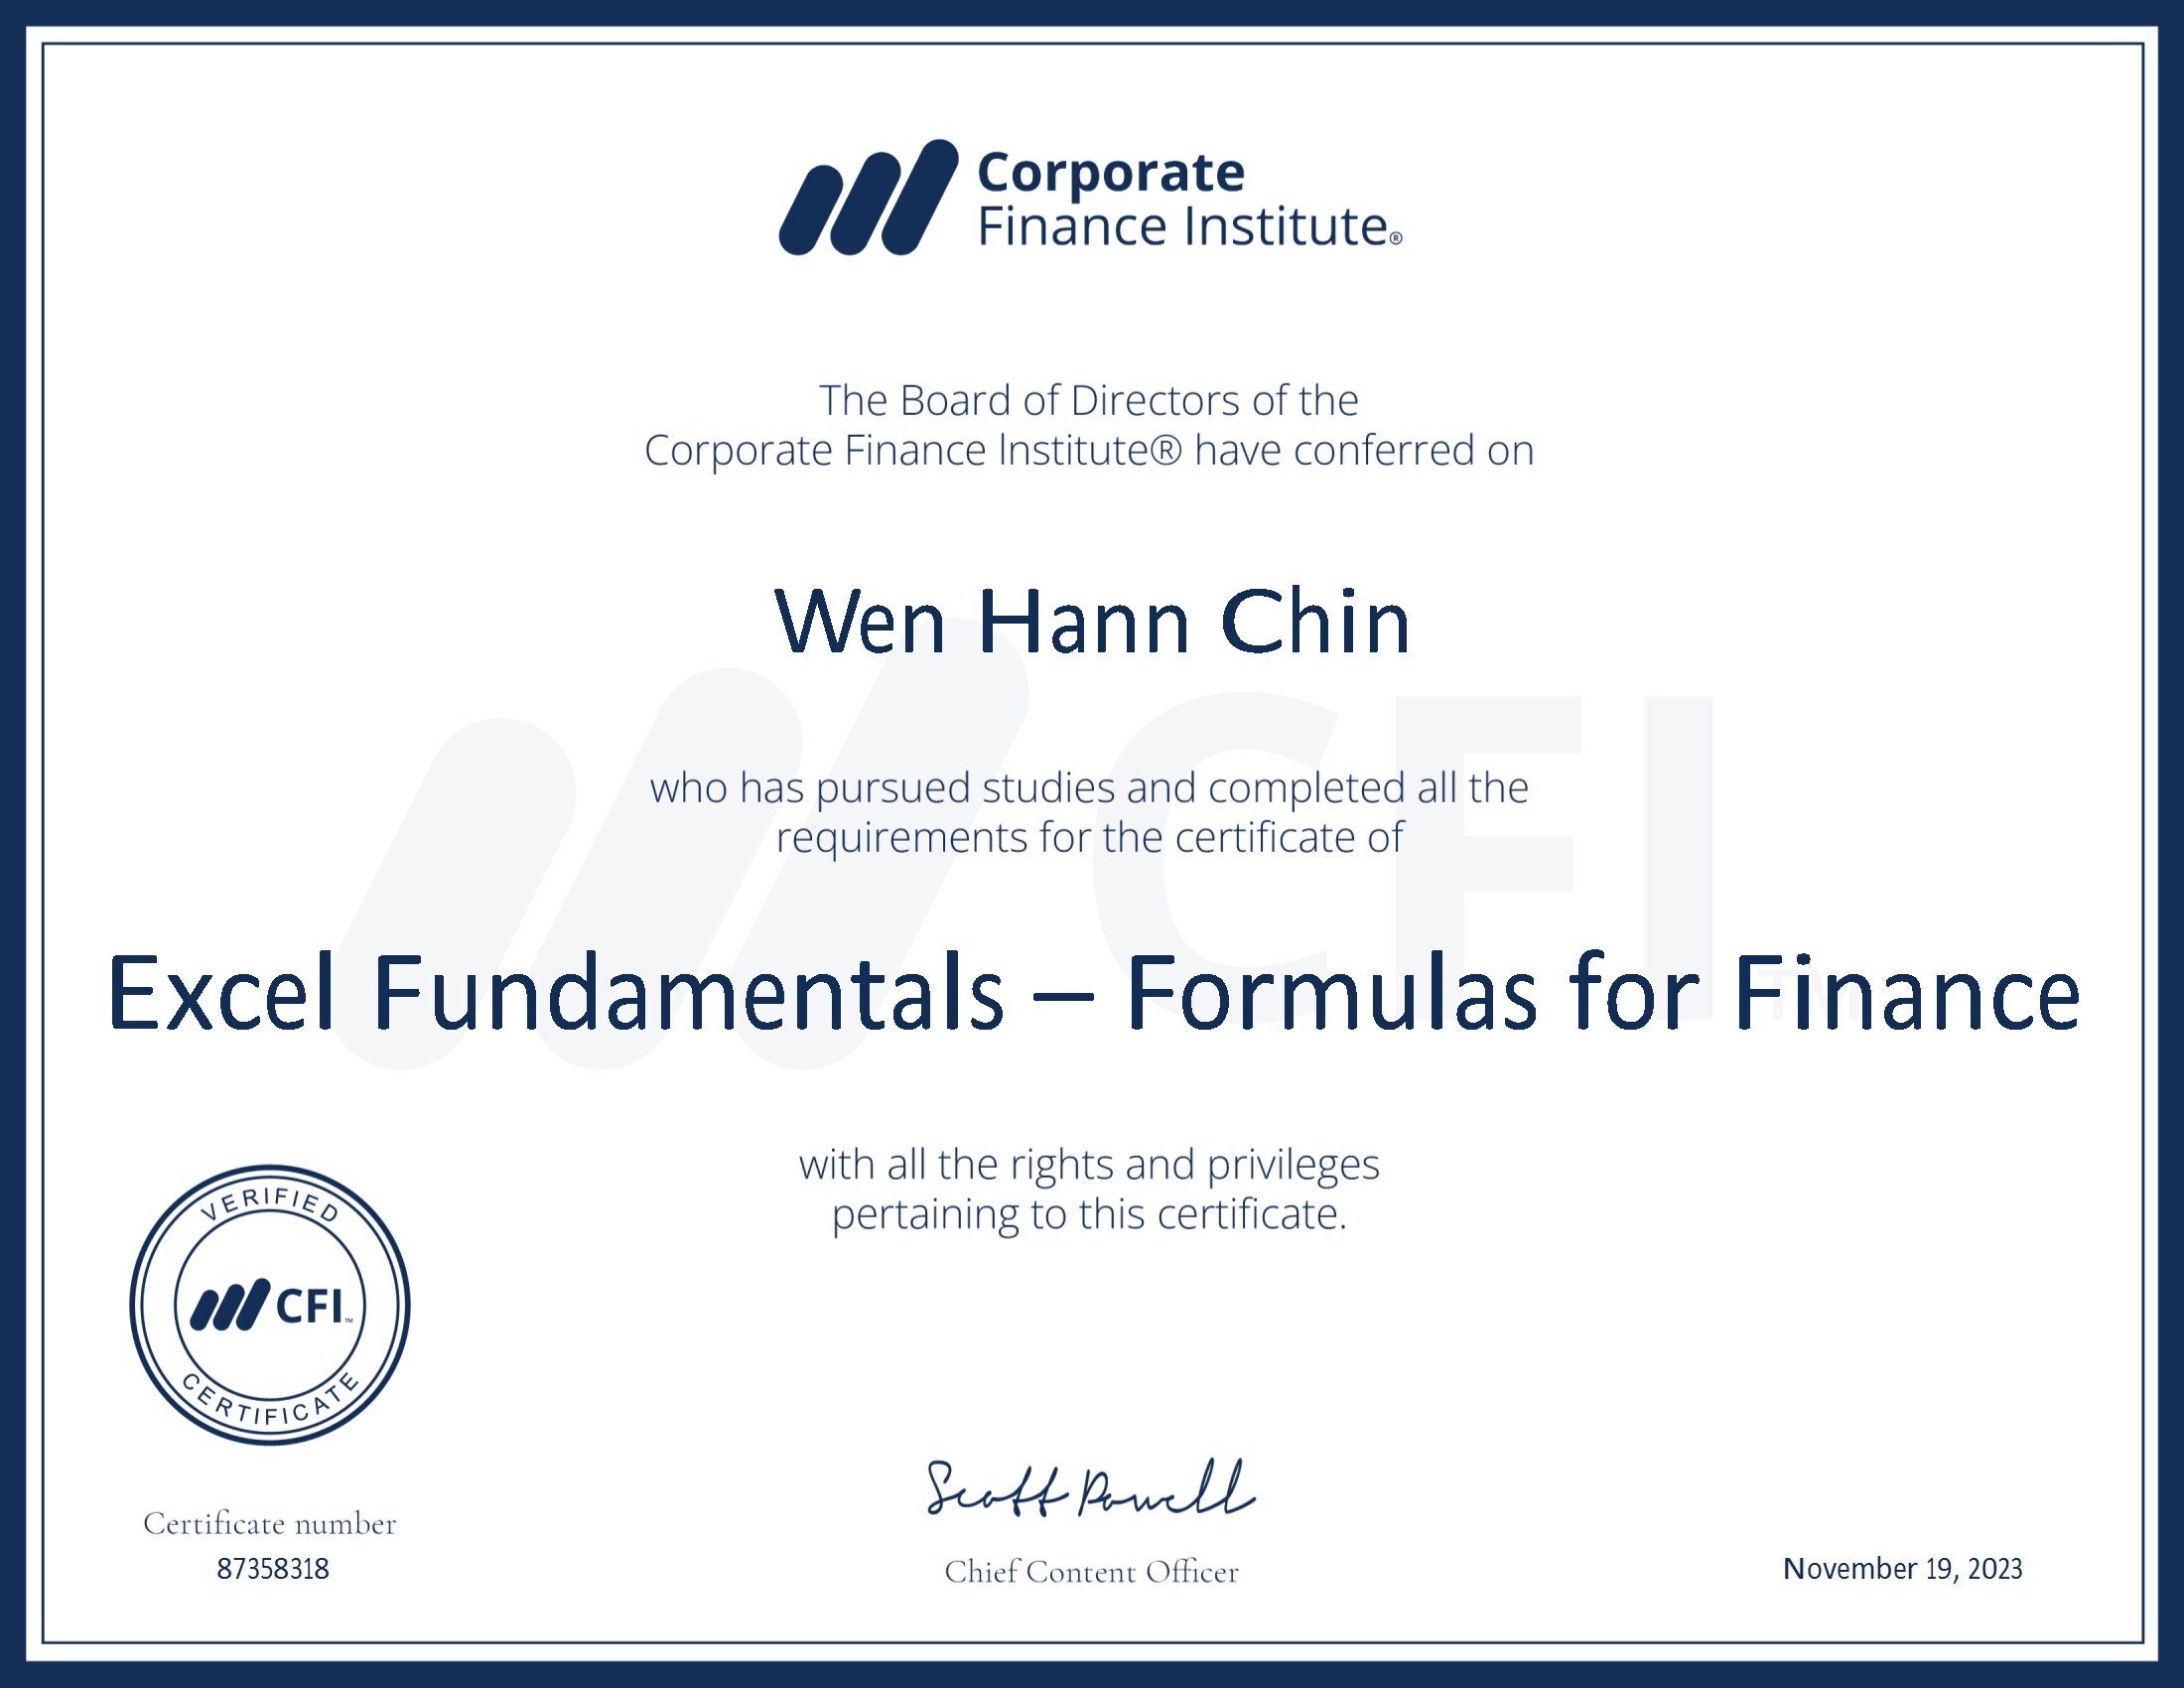 Corporate
Finance Institute®
The Board of Directors of the
Corporate Finance Institute® have conferred on
Wen Hann Chin
who has pursued studies and completed all the
requirements for the certificate of
CFI
Excel Fundamentals – Formulas for Finance
with all the rights and privileges
pertaining to this certificate.
VERIFIED
CFI™
CERTIFICATE
Scott Powell
Certificate number
87358318
Chief Content Officer
November 19, 2023